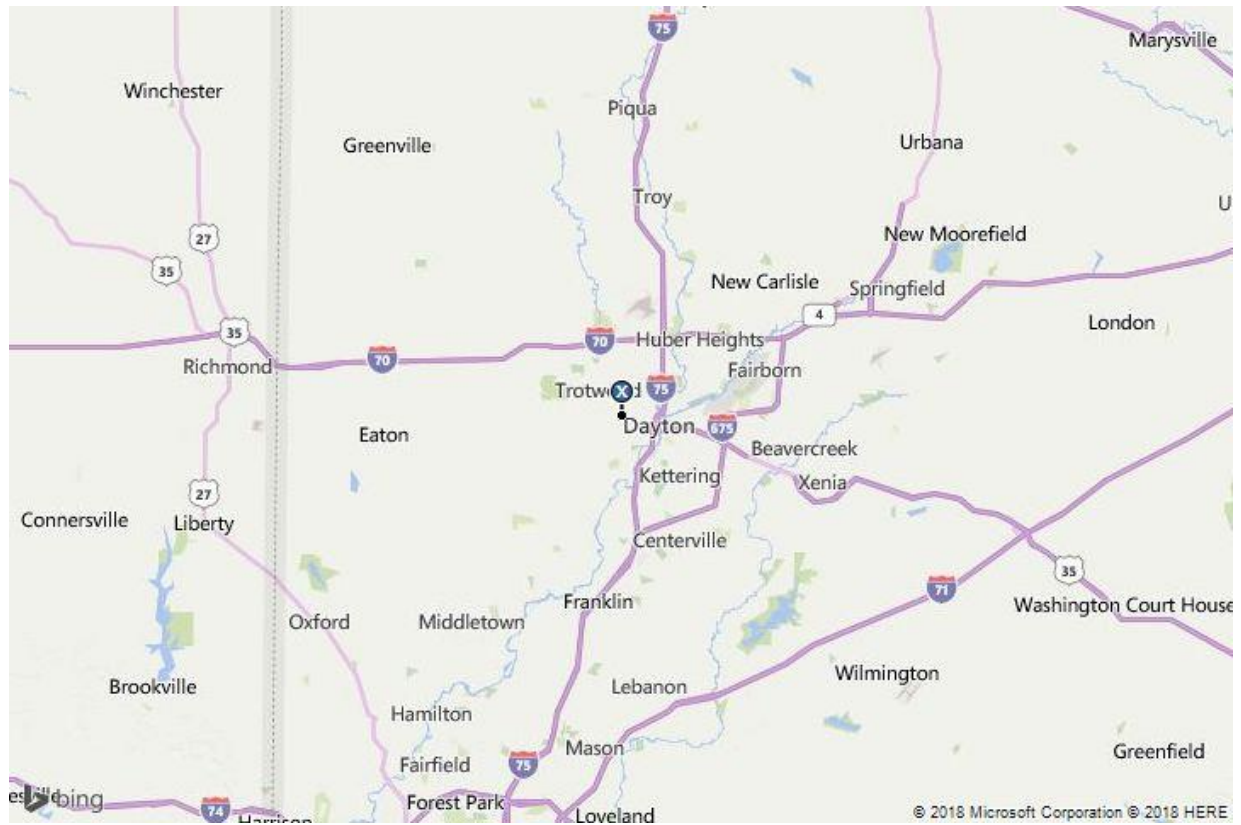 75
Marysville
Winchester
Piqua
Greenville
Urbana
Troy
U
27
New Moorefield
35
New Carlisle
Springfield
4
London
35
70
Huber Heights
Richmond
70
Fairborn
Trotwood
X
75
Eaton
Dayton
675
Beavercreek
Kettering
Xenia
27
Connersville
Liberty
Centerville
35
71
Franklin
Washington Court House
Oxford
Middletown
Wilmington
Brookville
Lebanon
Hamilton
Mason
Greenfield
75
Fairfield
bing
74
Forest Park
Harrison
Loveland
© 2018 Microsoft Corporation © 2018 HERE